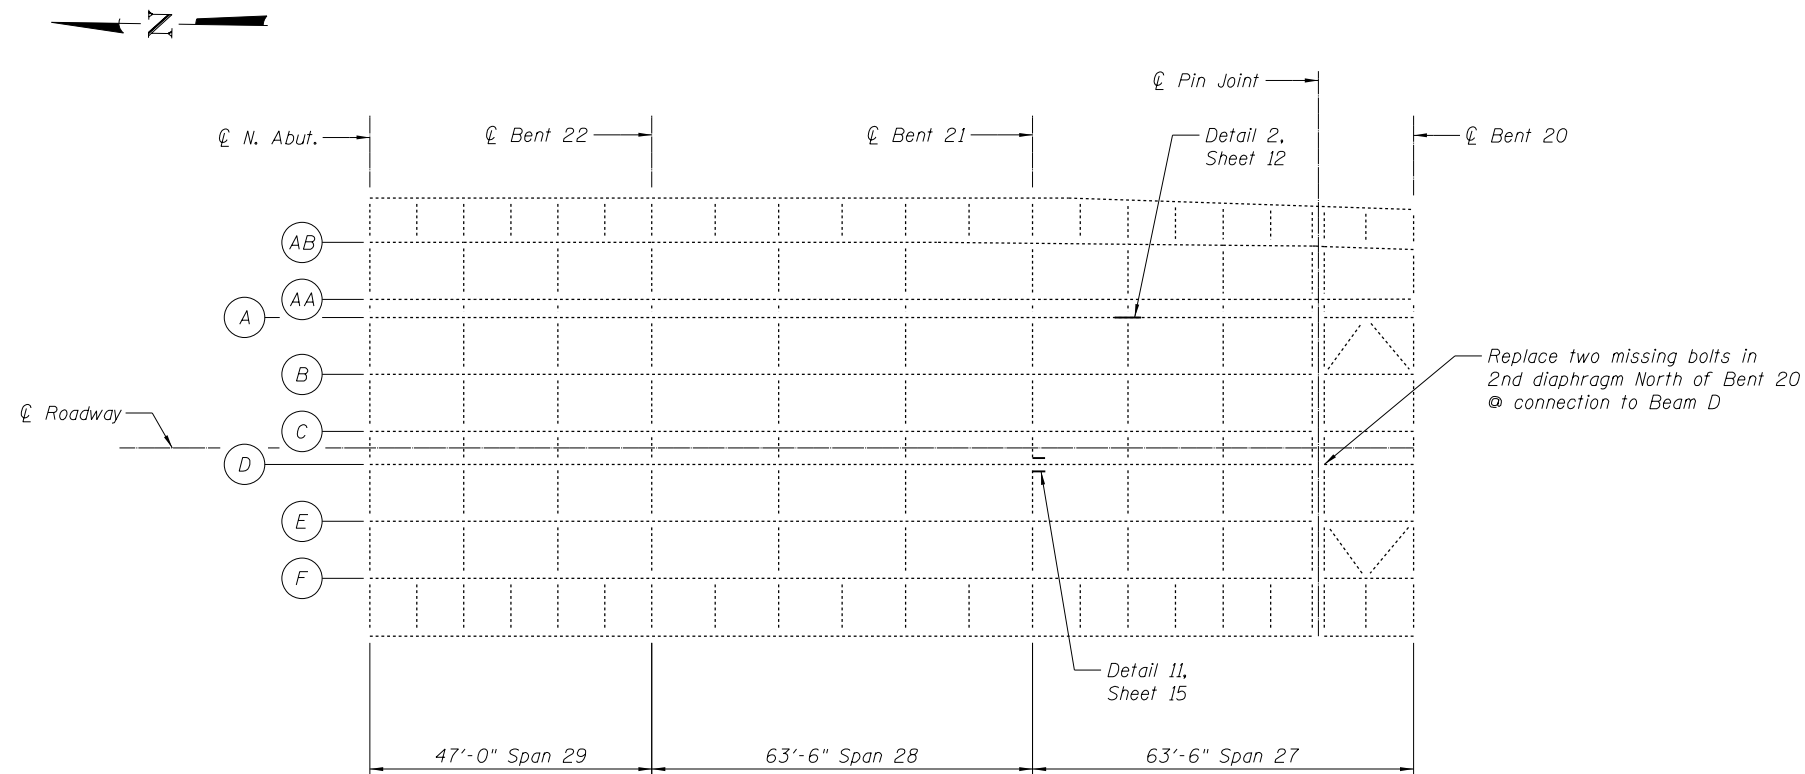 N
℄ Pin Joint
℄ N. Abut.
℄ Bent 22
℄ Bent 21
Detail 2,
Sheet 12
℄ Bent 20
AB
AA
A
B
Replace two missing bolts in
2nd diaphragm North of Bent 20
@ connection to Beam D
℄ Roadway
C
D
E
F
Detail 11,
Sheet 15
47'-0" Span 29
63'-6" Span 28
63'-6" Span 27